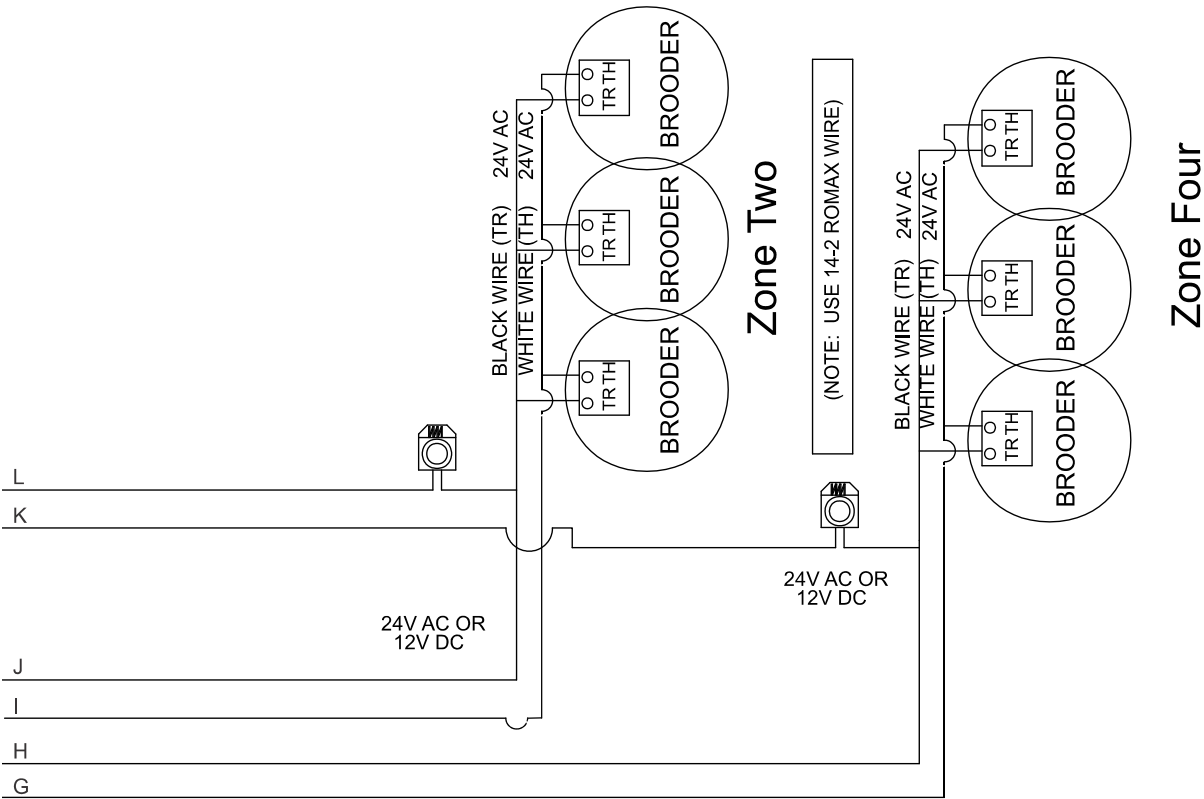 BLACK WIRE (TR) 24V AC
WHITE WIRE (TH) 24V AC
TR TH
BROODER
TR TH
BROODER
TR TH
BROODER
Zone Two
(NOTE: USE 14-2 ROMAX WIRE)
BLACK WIRE (TR) 24V AC
WHITE WIRE (TH) 24V AC
TR TH
BROODER
TR TH
BROODER
TR TH
BROODER
Zone Four
L
K
24V AC OR
12V DC
24V AC OR
12V DC
J
I
H
G